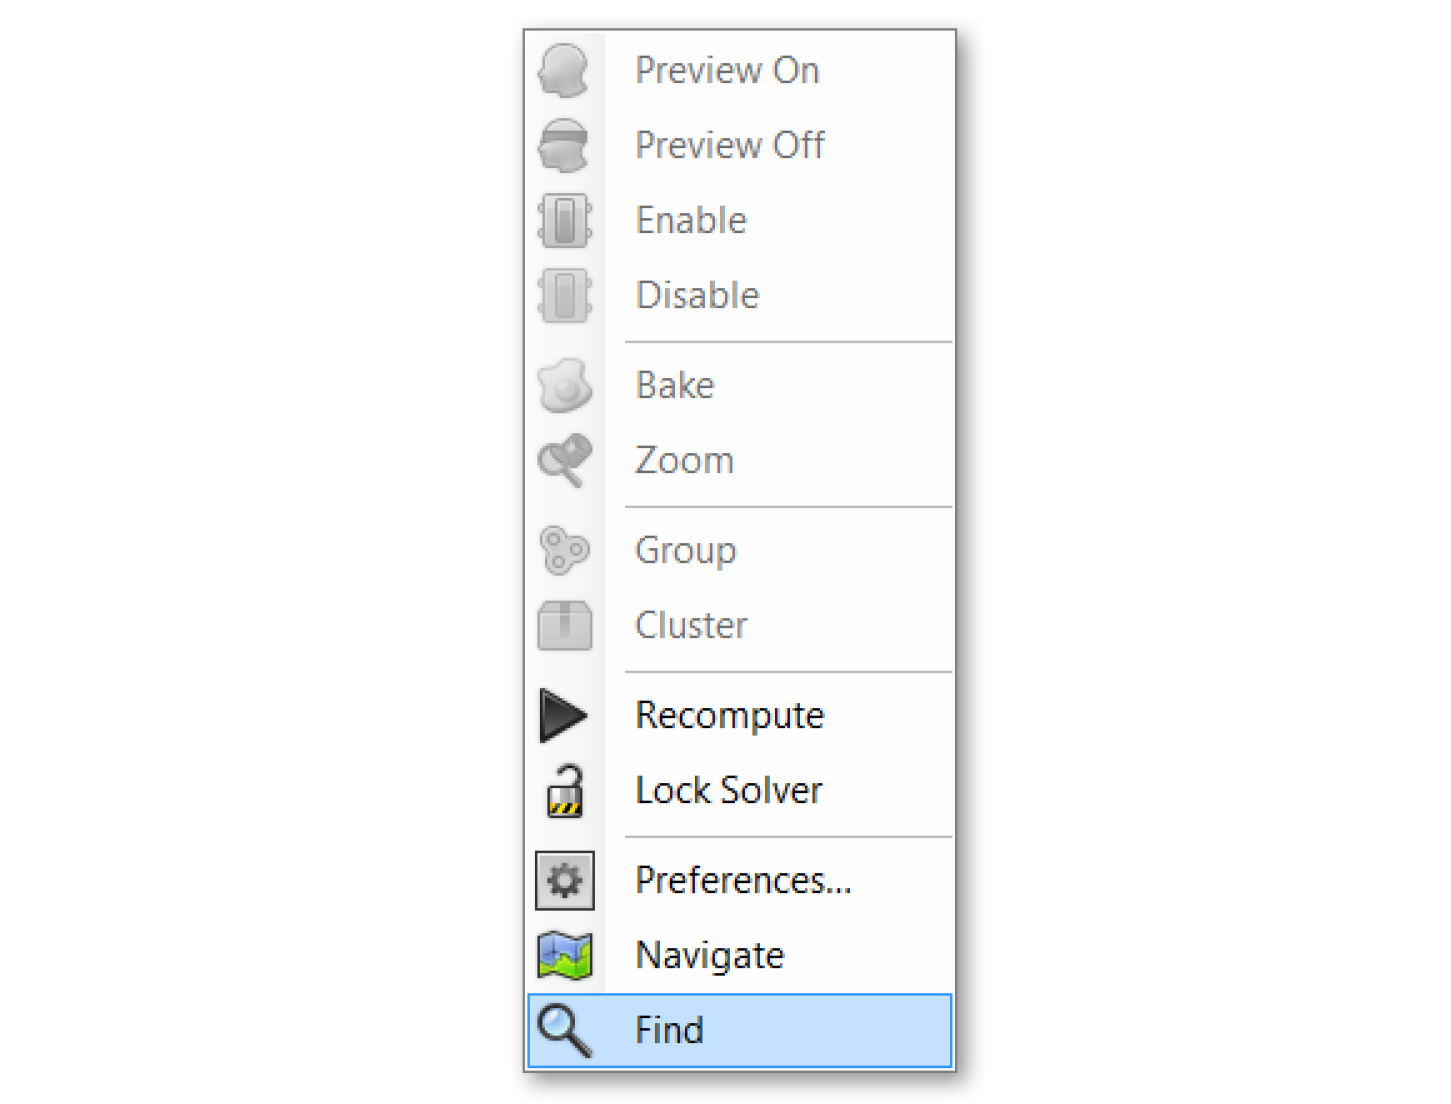 Preview On
Preview Off
Enable
Disable
Bake
Zoom
Group
Cluster
Recompute
Lock Solver
Preferences...
Navigate
Find